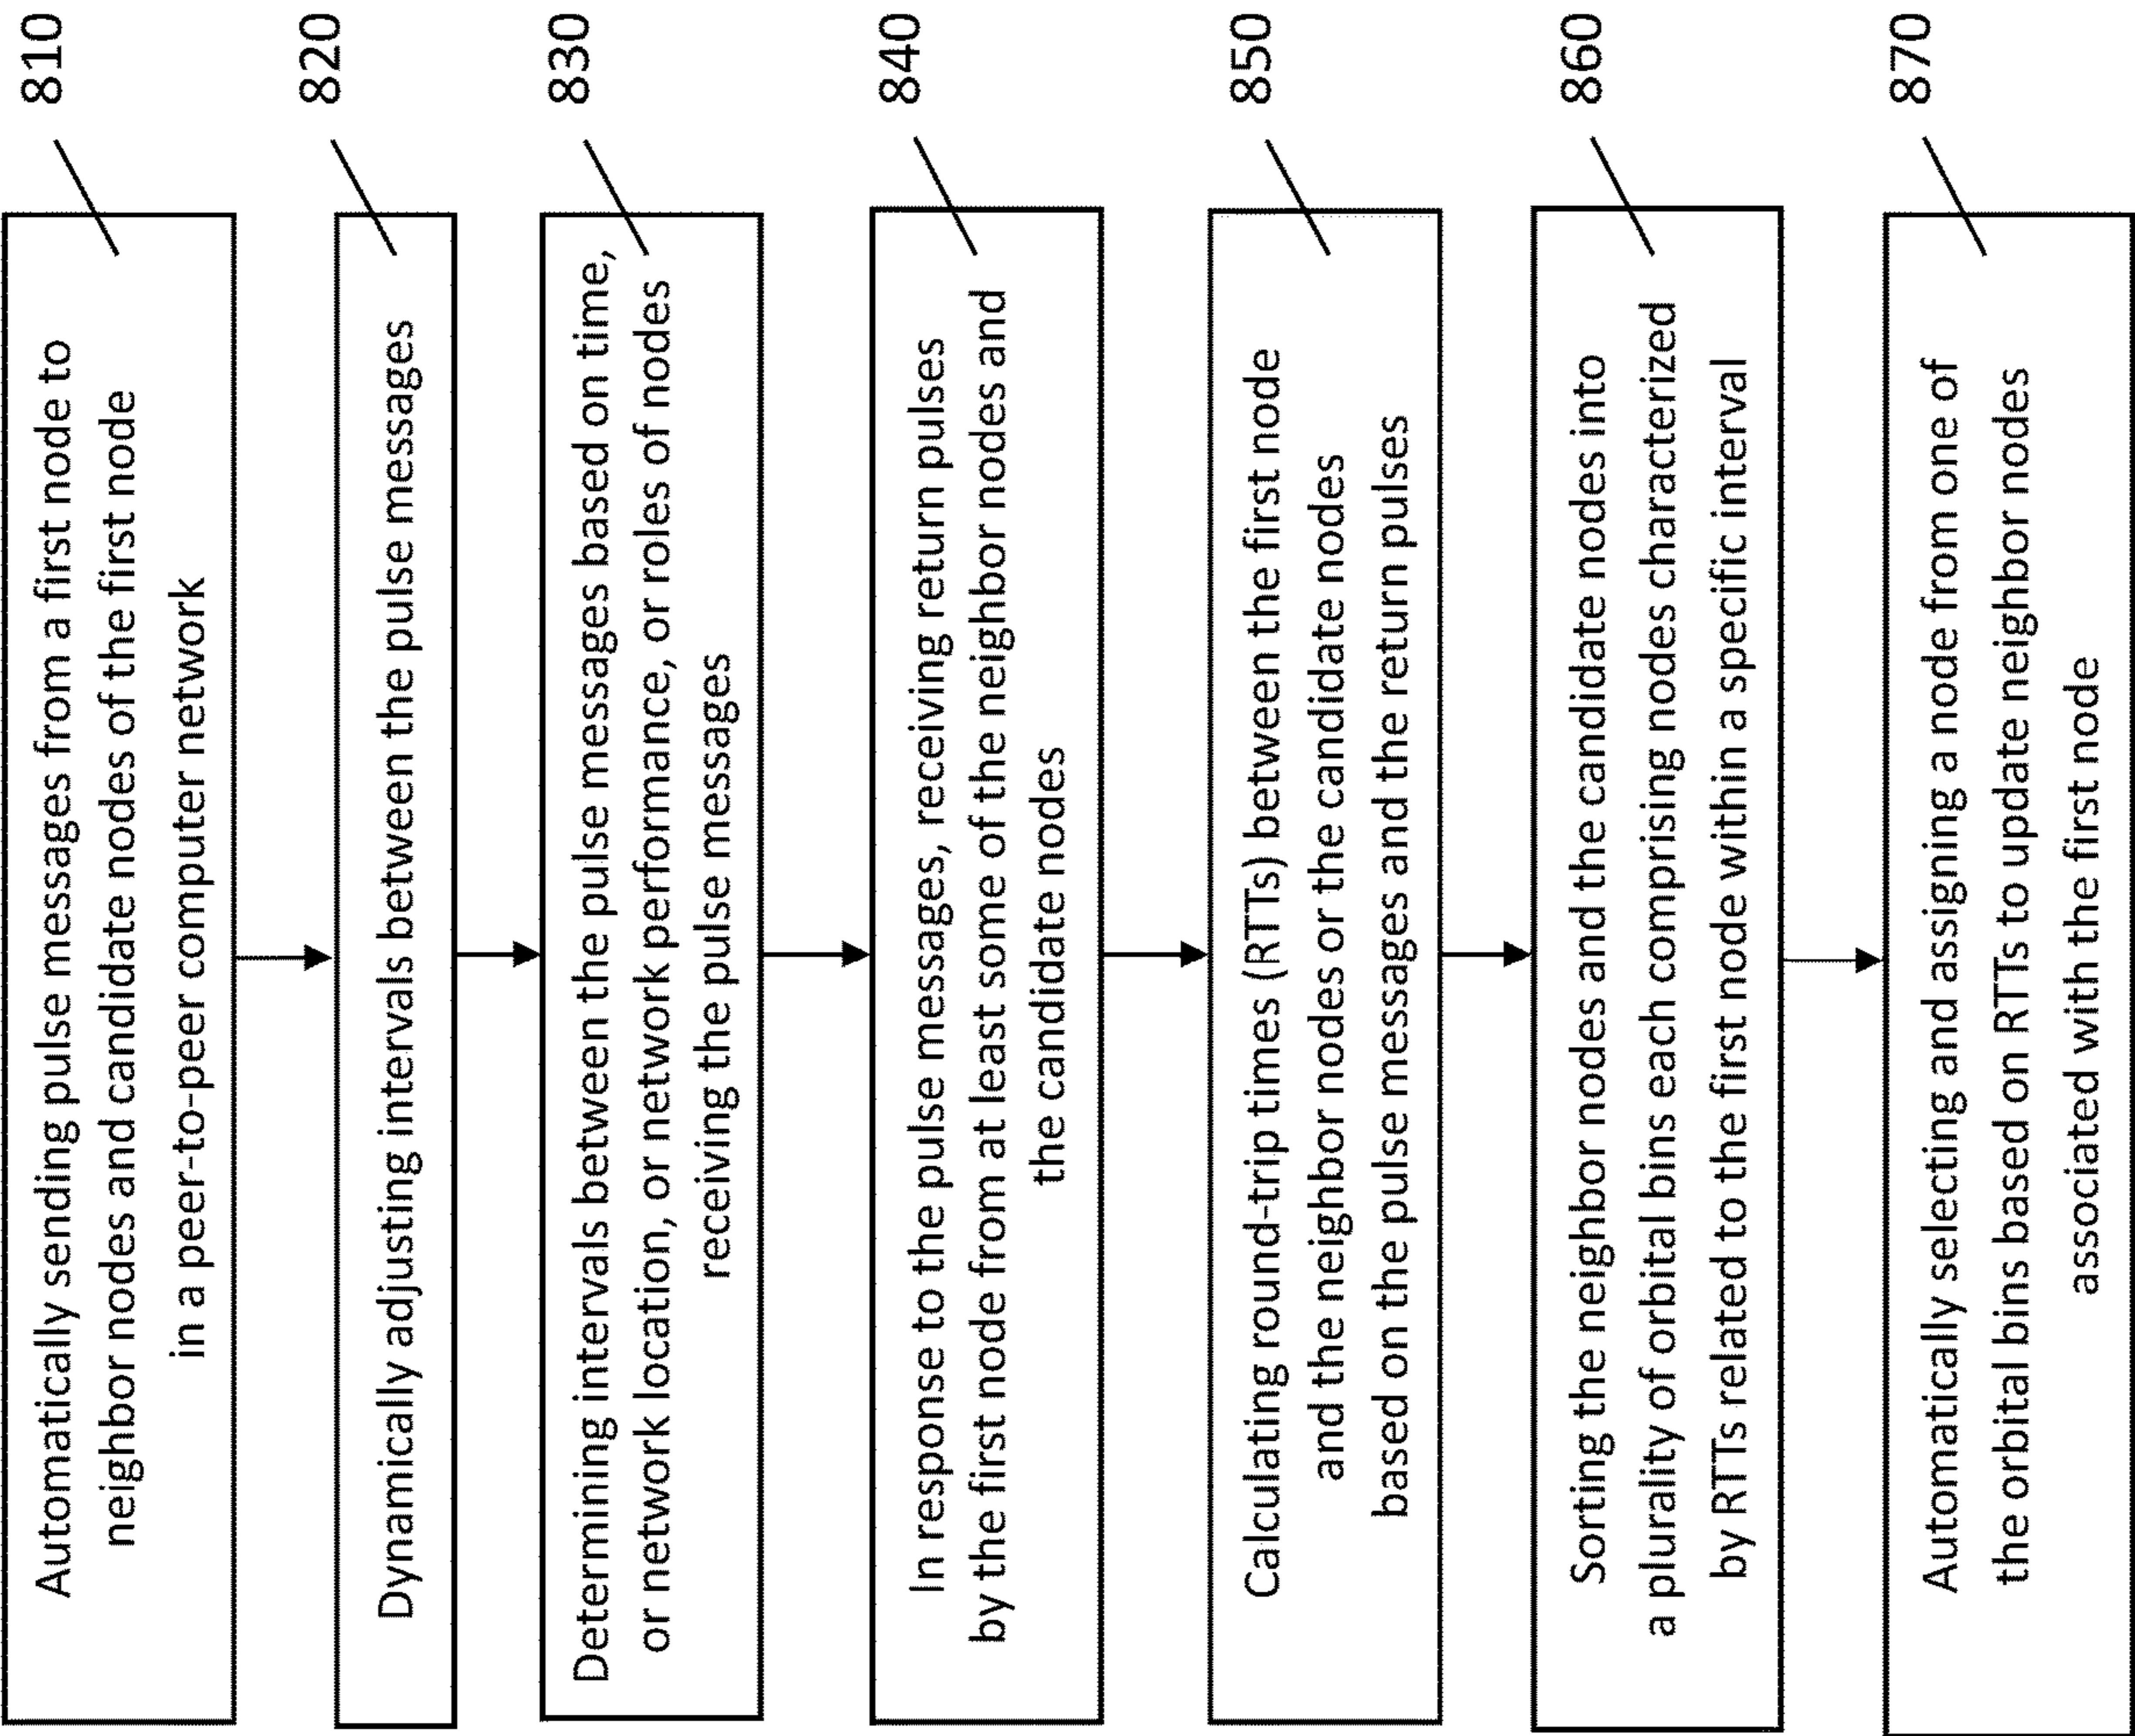 Automatically sending pulse messages from a first node to
neighbor nodes and candidate nodes of the first node
in a peer-to-peer computer network
810
Dynamically adjusting intervals between the pulse messages
820
Determining intervals between the pulse messages based on time,
or network location, or network performance, or roles of nodes
receiving the pulse messages
830
In response to the pulse messages, receiving return pulses
by the first node from at least some of the neighbor nodes and
the candidate nodes
840
Calculating round-trip times (RTTs) between the first node
and the neighbor nodes or the candidate nodes
based on the pulse messages and the return pulses
850
Sorting the neighbor nodes and the candidate nodes into
a plurality of orbital bins each comprising nodes characterized
by RTTs related to the first node within a specific interval
860
Automatically selecting and assigning a node from one of
the orbital bins based on RTTs to update neighbor nodes
associated with the first node
870